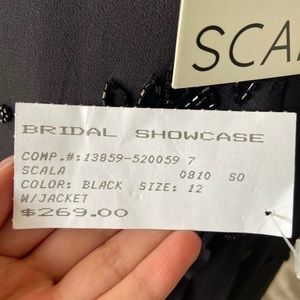 SCA
BRIDAL SHOWCASE
COMP.#:13859-520059 7
SCALA 0810 SO
COLOR: BLACK SIZE: 12
W/JACKET
$269.00